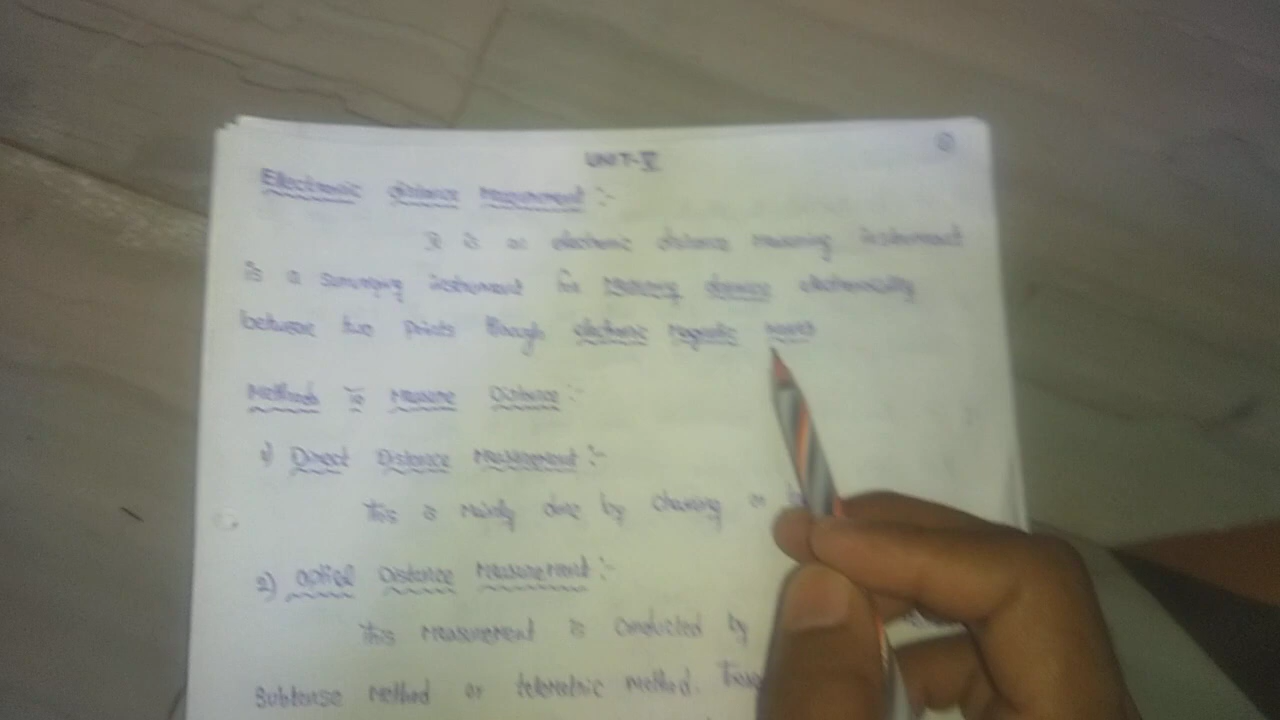 UNIT-V
Electronic distance Measurement :-
It is an electronic distance measuring instrument
is a surveying instrument for measuring distance electronically
between two points through electronic magnetic waves
Methods To Measure Distance :-
1) Direct Distance Measurement :-
This is mainly done by chaining or
2) optical Distance Measurement :-
This measurement is conducted by
Subtense method or telemetric method.